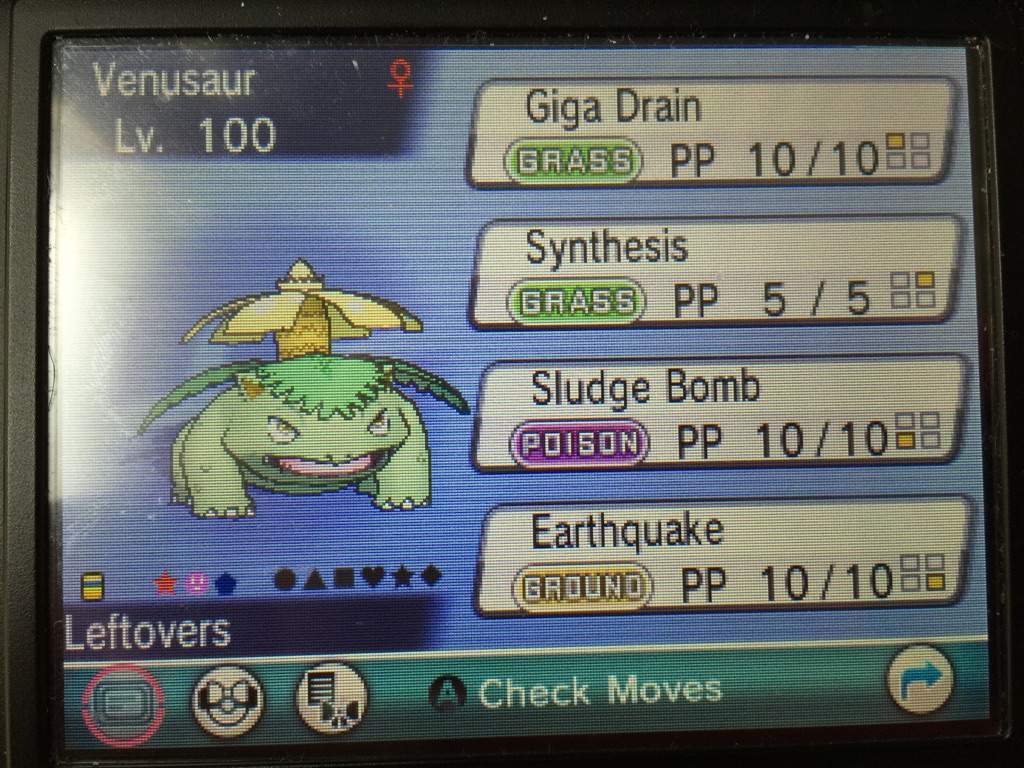 Venusaur ♀
Lv. 100
Giga Drain
GRASS PP 10/10
Synthesis
GRASS PP 5 / 5
Sludge Bomb
POISON PP 10/10
Earthquake
GROUND PP 10/10
Leftovers
A Check Moves